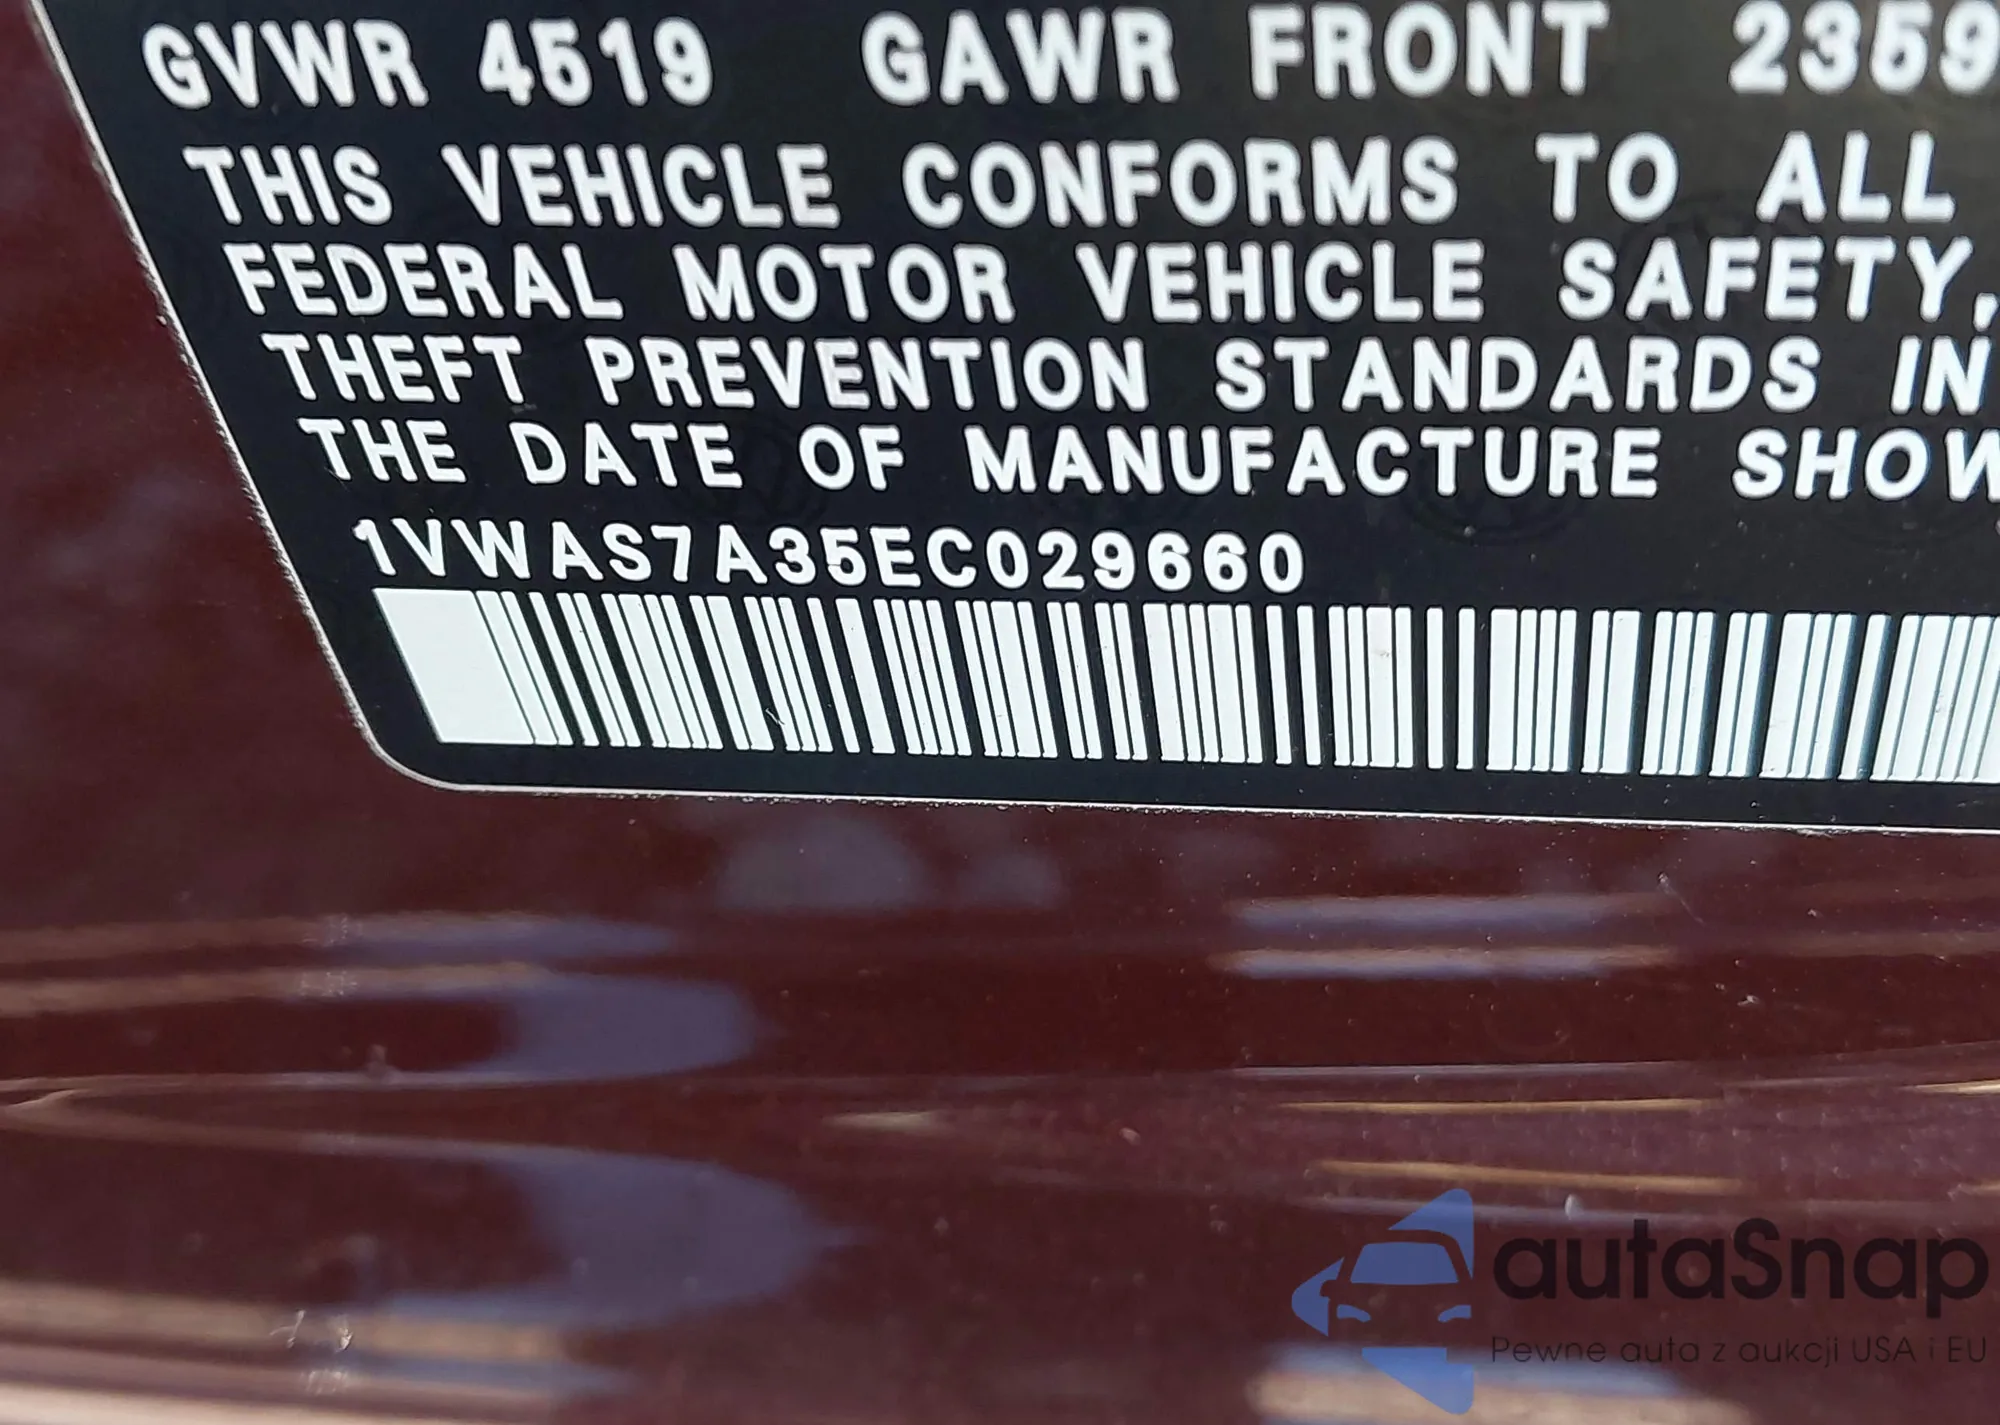 GVWR 4519 GAWR FRONT 2359
THIS VEHICLE CONFORMS TO ALL
FEDERAL MOTOR VEHICLE SAFETY,
THEFT PREVENTION STANDARDS IN
THE DATE OF MANUFACTURE SHOW
1VWAS7A35EC029660
autaSnap
Pewne auta z aukcji USA i EU